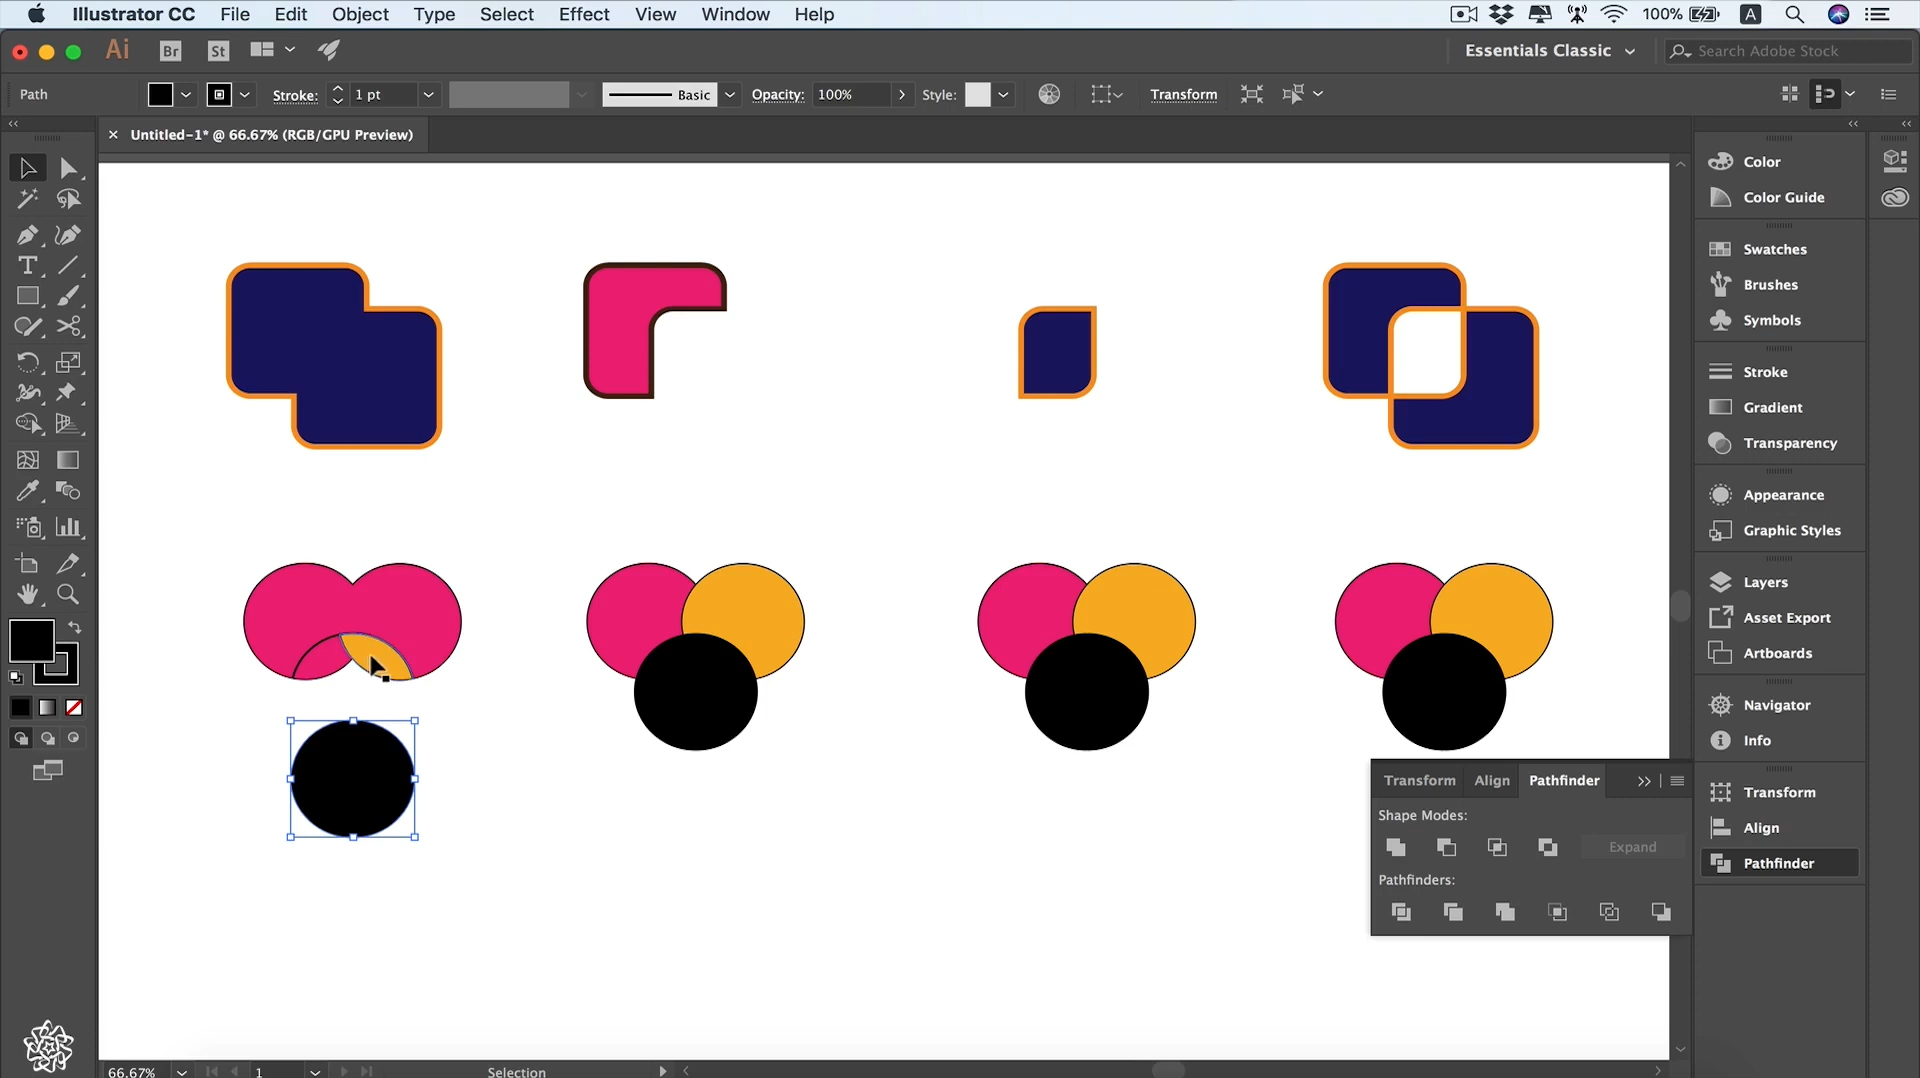 Illustrator CC File Edit Object Type Select Effect View Window Help 100% A
Ai Br St Essentials Classic Search Adobe Stock
Path Stroke: 1 pt Basic Opacity: 100% Style: Transform
× Untitled-1* @ 66.67% (RGB/GPU Preview)
Color
Color Guide
Swatches
Brushes
Symbols
Stroke
Gradient
Transparency
Appearance
Graphic Styles
Layers
Asset Export
Artboards
Navigator
Info
Transform
Align
Pathfinder
Transform Align Pathfinder
Shape Modes:
Expand
Pathfinders:
66.67% 1 Selection